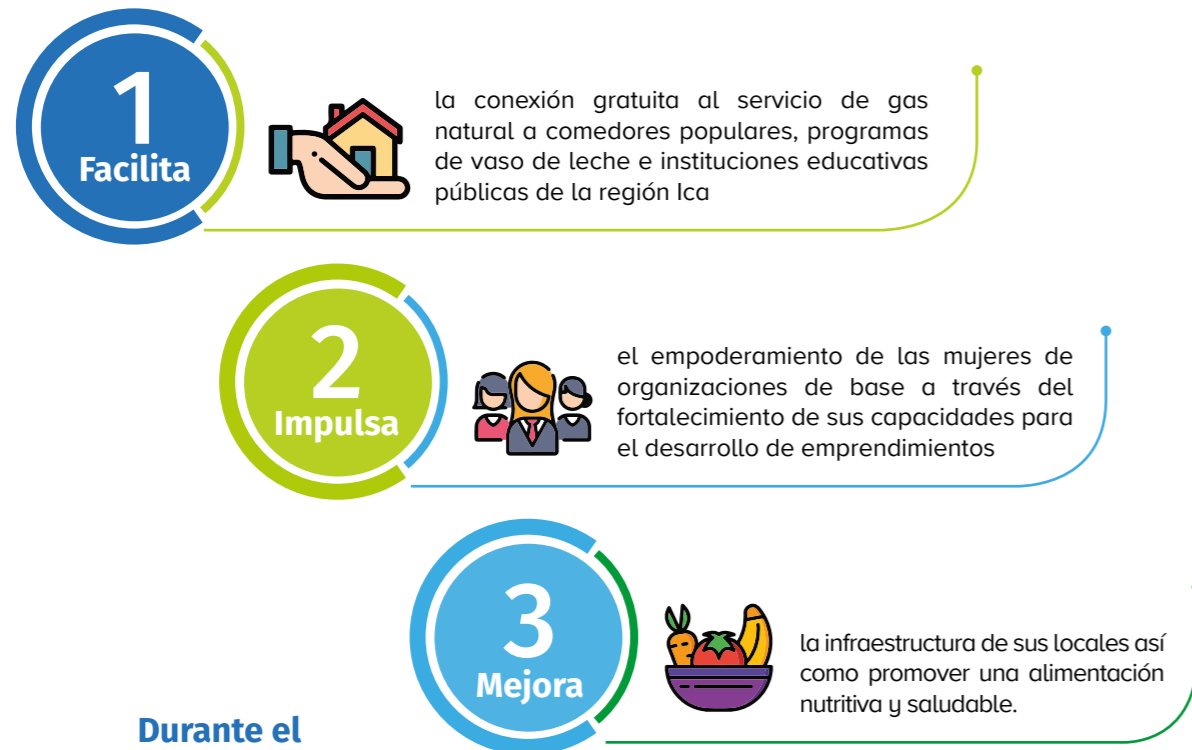 1
Facilita
la conexión gratuita al servicio de gas
natural a comedores populares, programas
de vaso de leche e instituciones educativas
públicas de la región Ica
2
Impulsa
el empoderamiento de las mujeres de
organizaciones de base a través del
fortalecimiento de sus capacidades para
el desarrollo de emprendimientos
3
Mejora
la infraestructura de sus locales así
como promover una alimentación
nutritiva y saludable.
Durante el